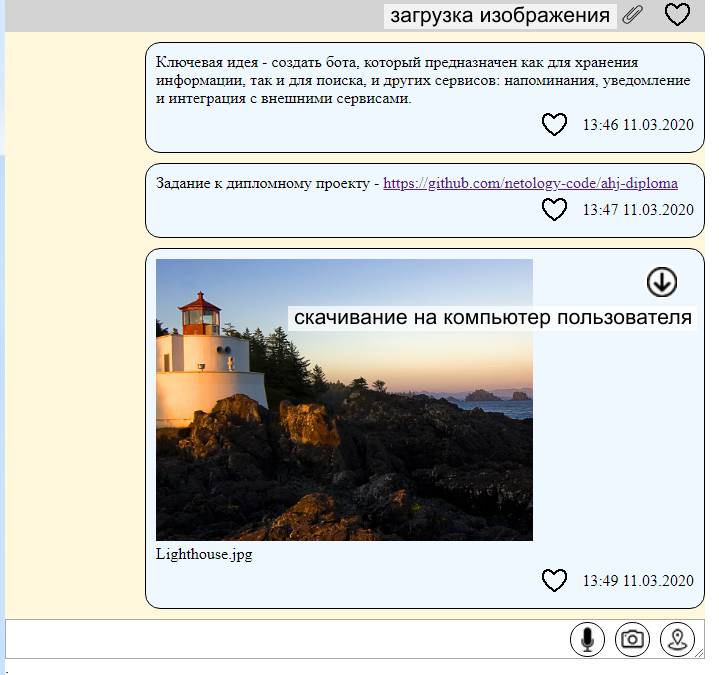 загрузка изображения
Ключевая идея - создать бота, который предназначен как для хранения
информации, так и для поиска, и других сервисов: напоминания, уведомление
и интеграция с внешними сервисами.
13:46 11.03.2020
Задание к дипломному проекту - https://github.com/netology-code/ahj-diploma
13:47 11.03.2020
скачивание на компьютер пользователя
Lighthouse.jpg
13:49 11.03.2020